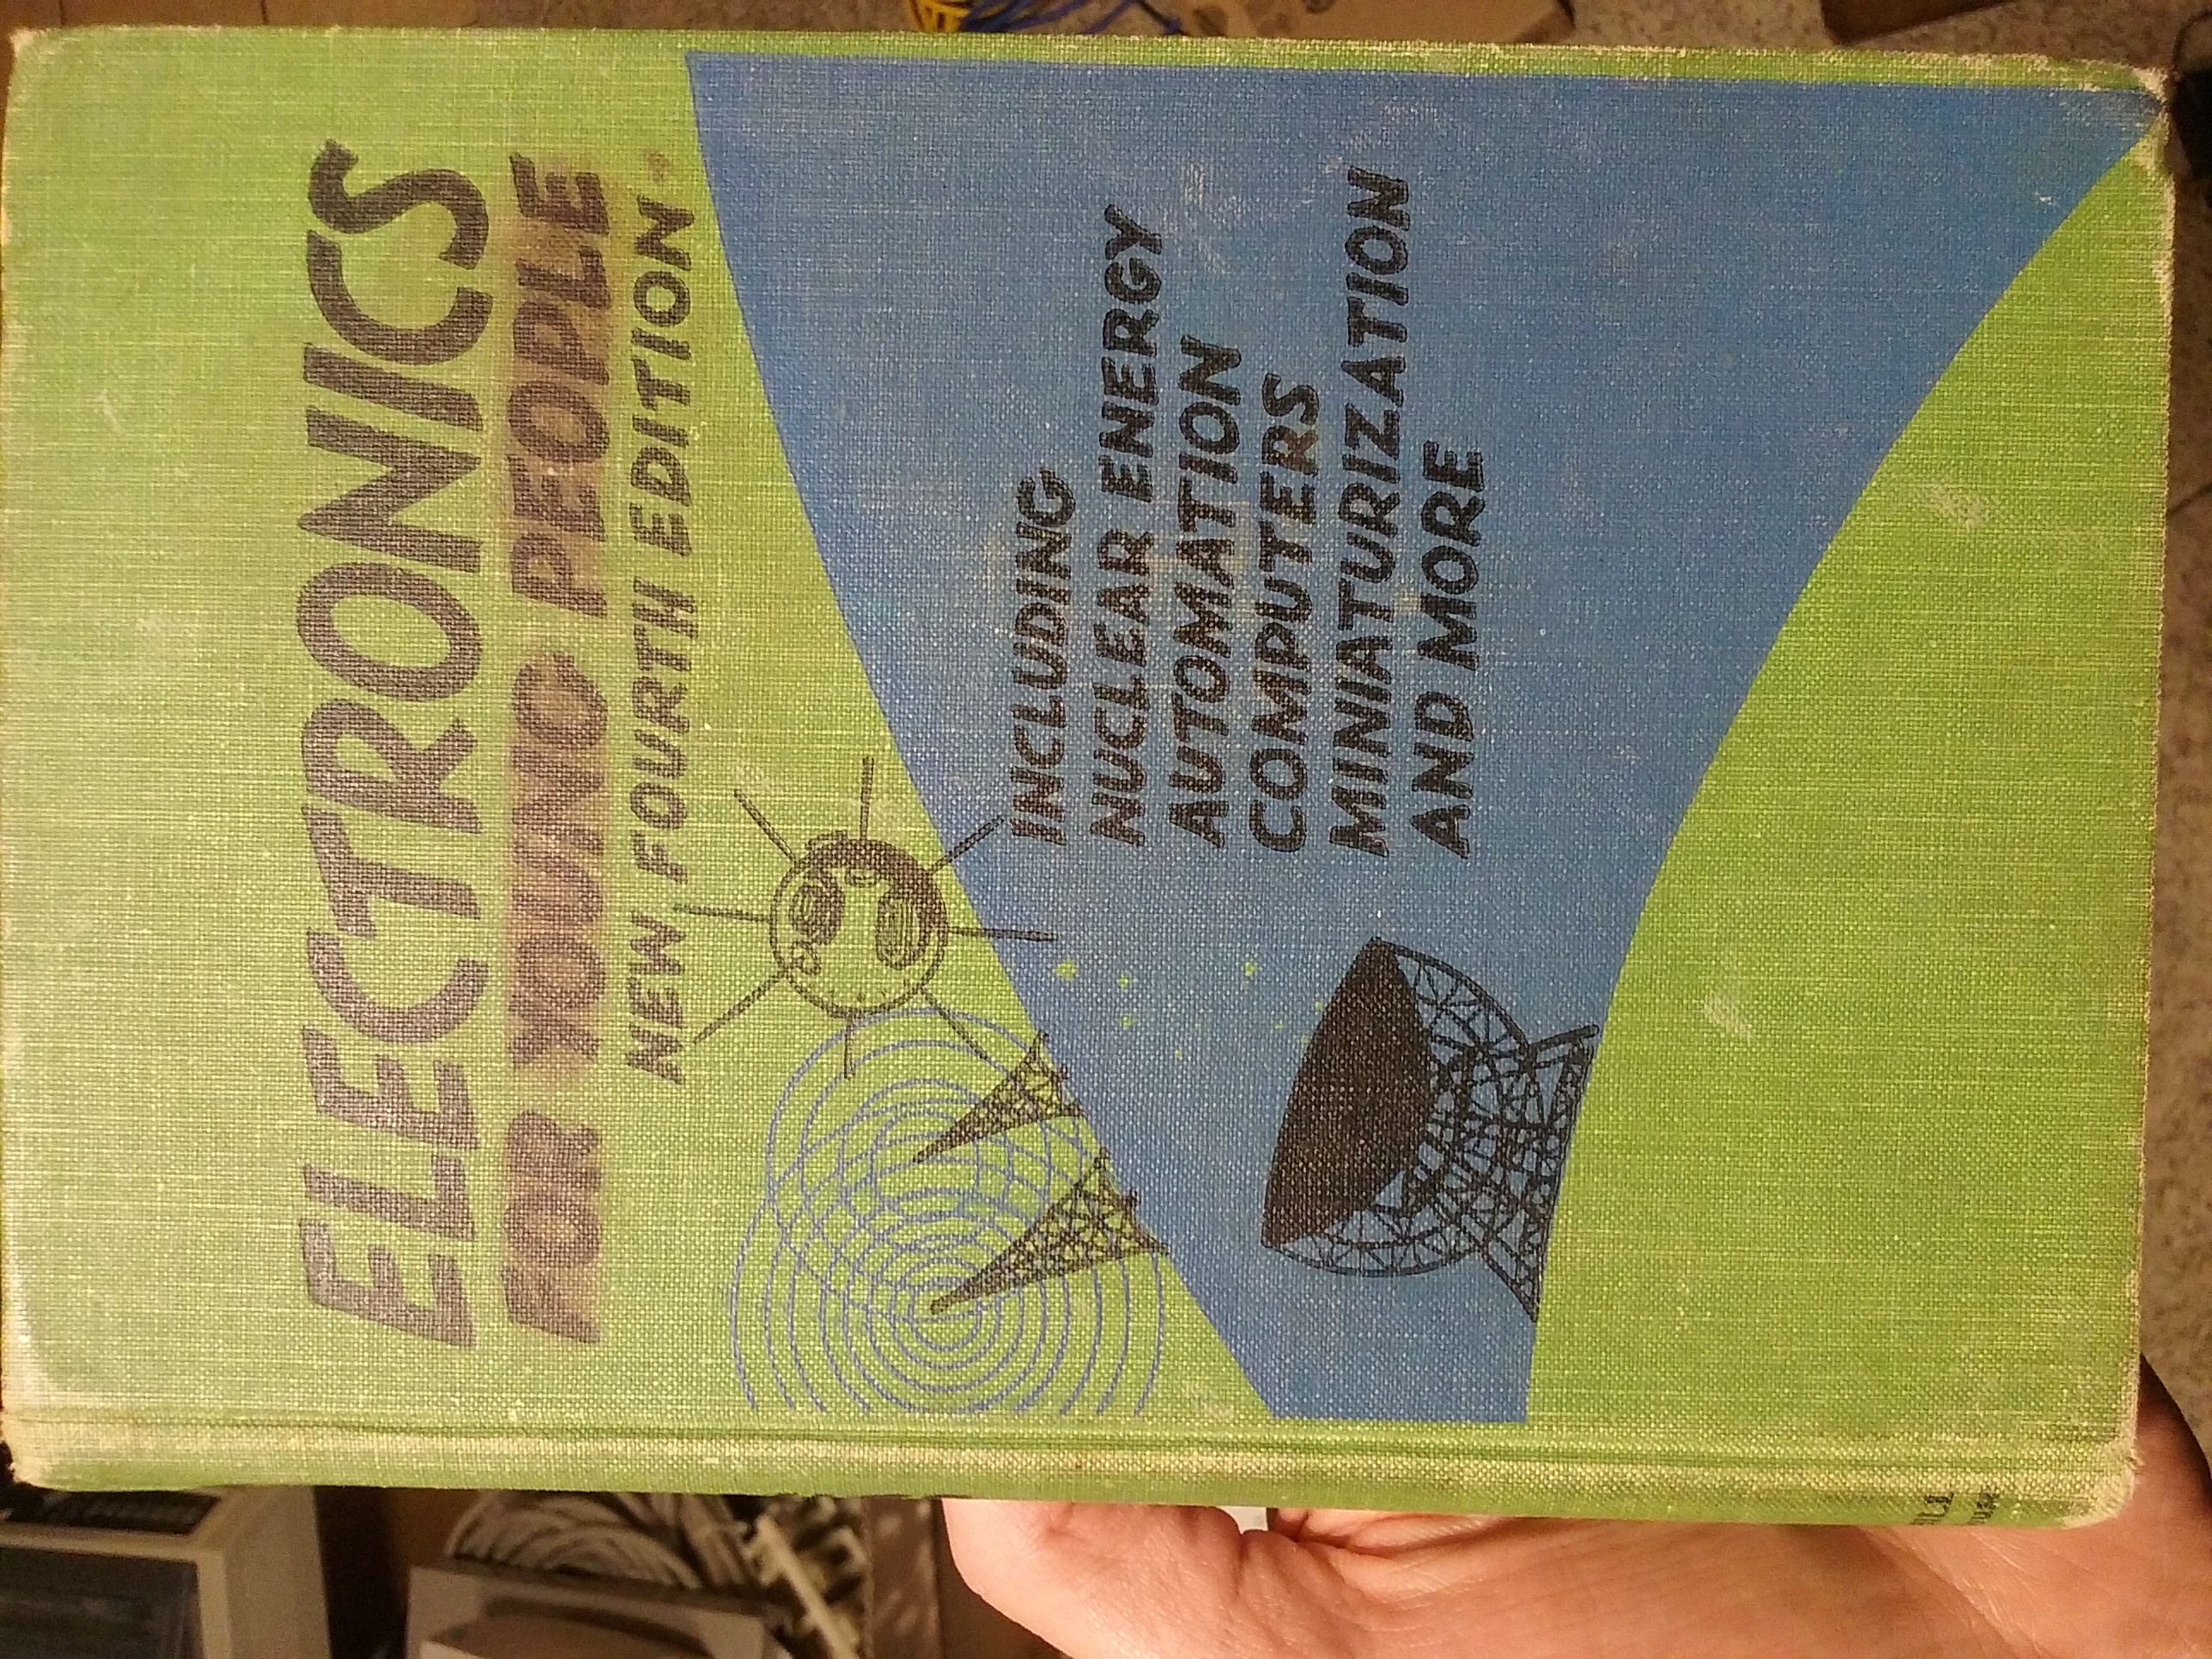 ELECTRONICS
FOR YOUNG PEOPLE
NEW FOURTH EDITION
INCLUDING
NUCLEAR ENERGY
AUTOMATION
COMPUTERS
MINIATURIZATION
AND MORE